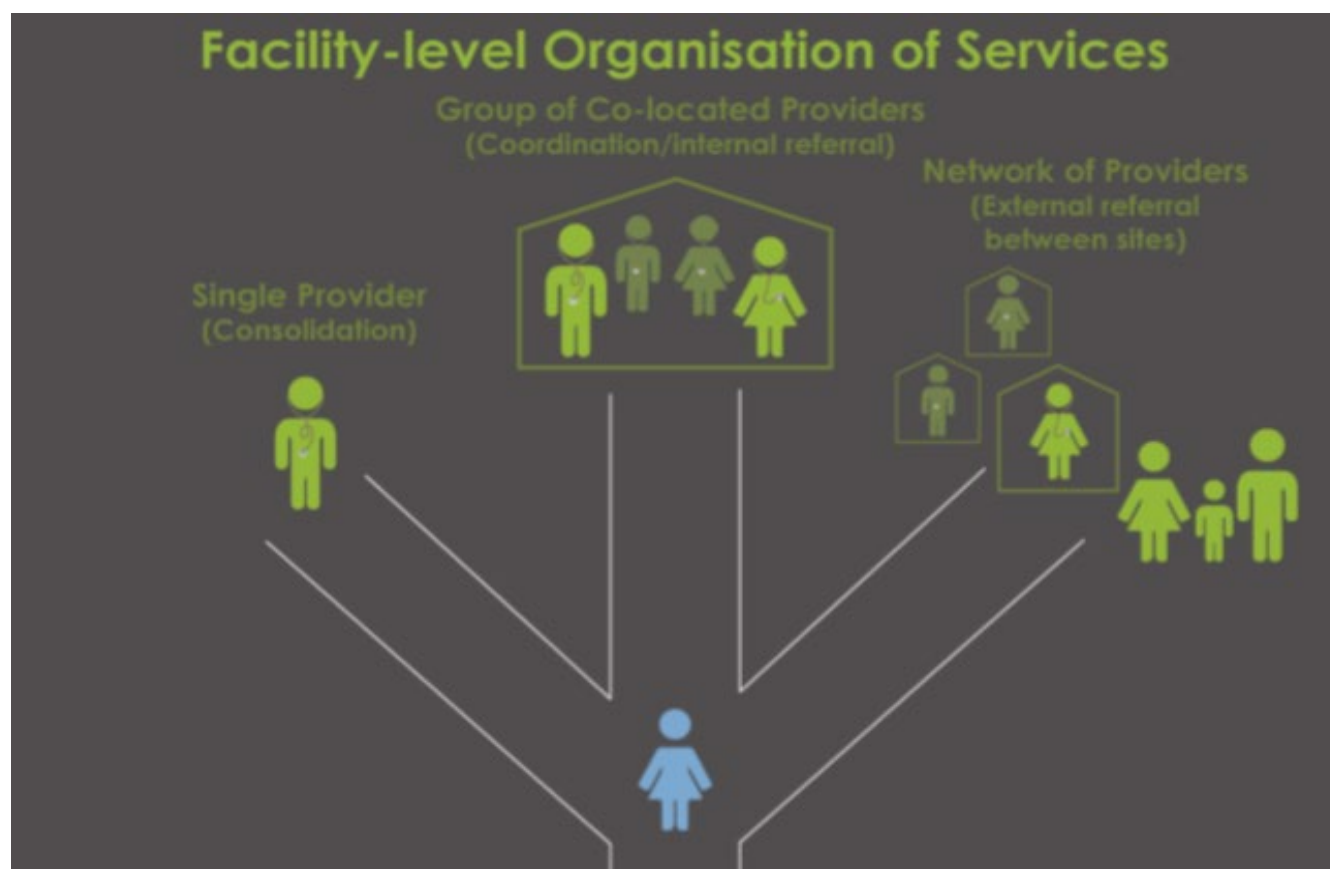 Facility-level Organisation of Services
Group of Co-located Providers
(Coordination/internal referral)
Network of Providers
(External referral
between sites)
Single Provider
(Consolidation)